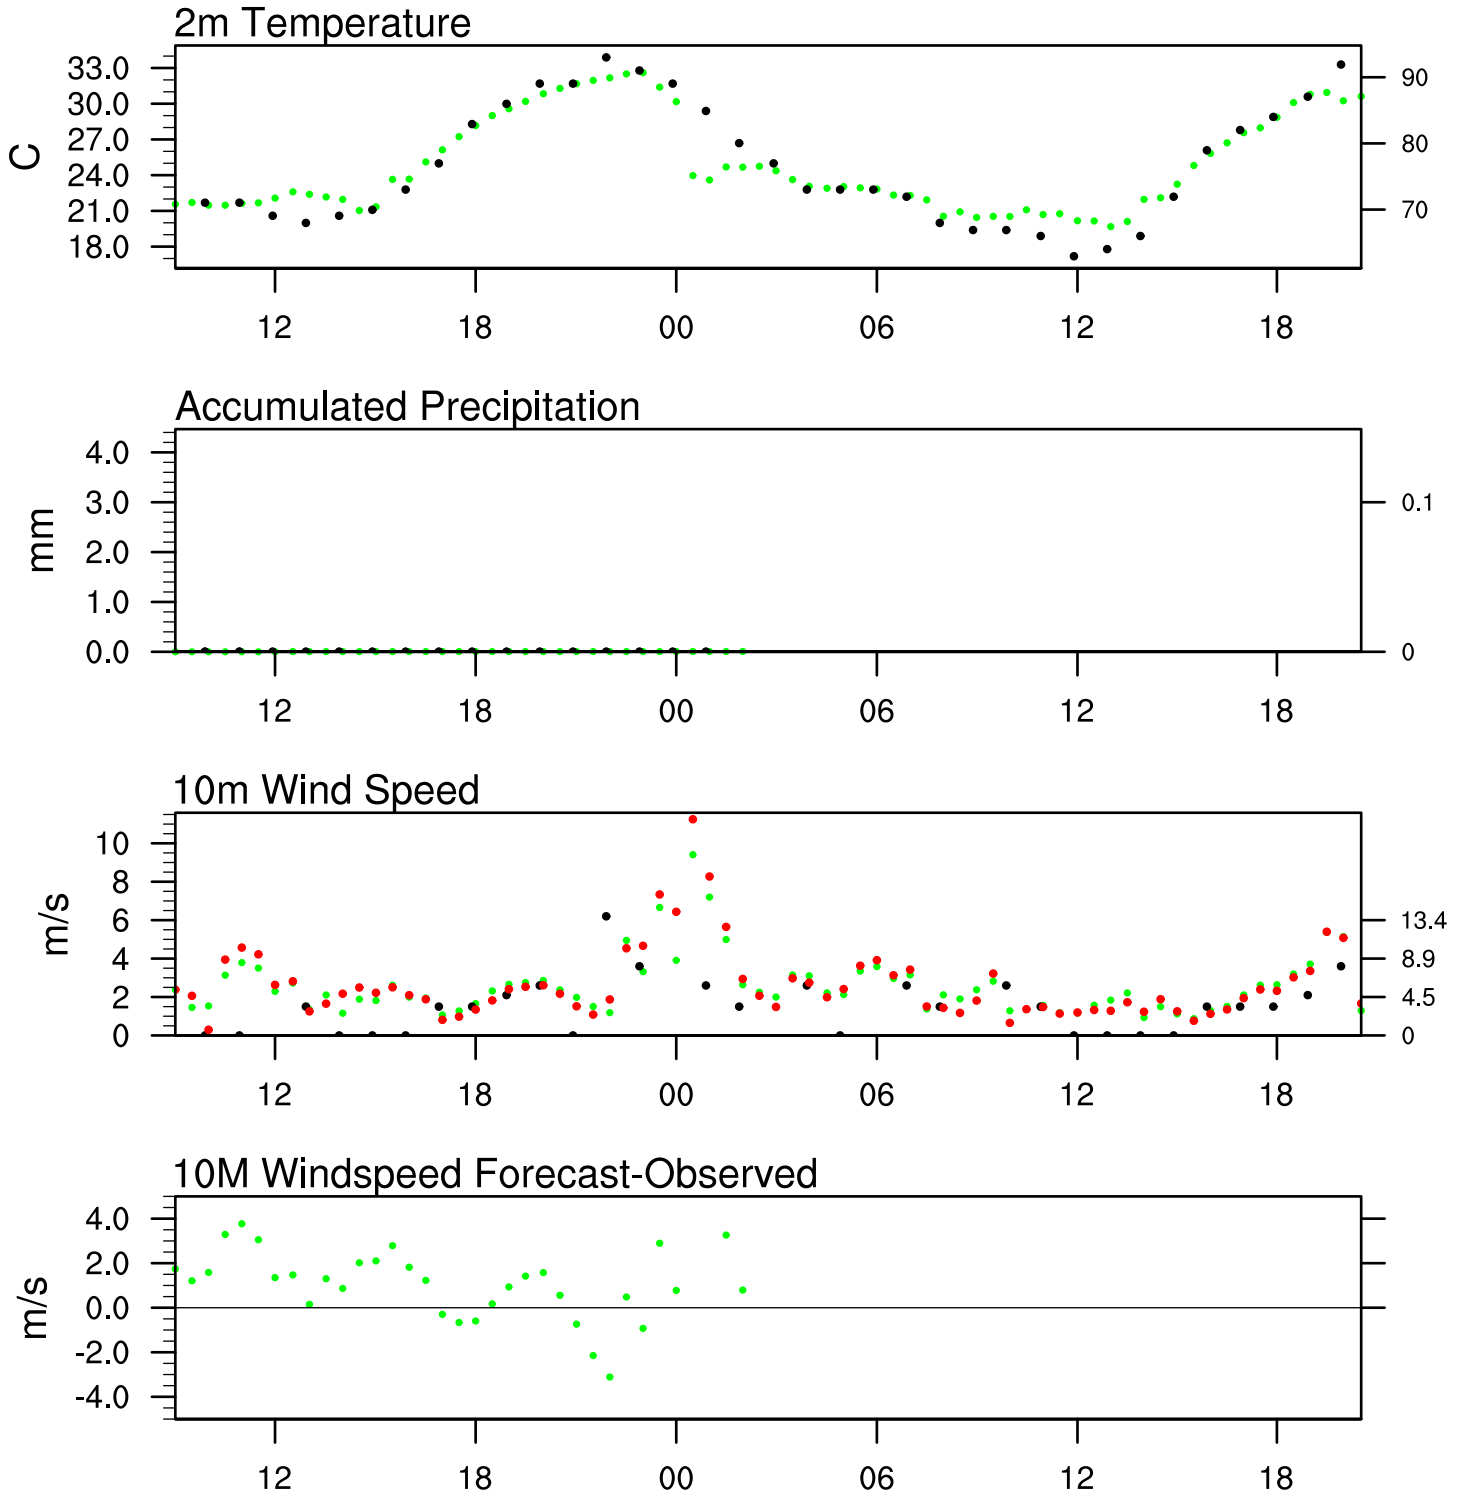 2m Temperature
33.0
30.0
27.0
24.0
21.0
18.0
C
90
80
70
12 18 00 06 12 18
Accumulated Precipitation
4.0
3.0
2.0
1.0
0.0
mm
0.1
0
12 18 00 06 12 18
10m Wind Speed
10
8
6
4
2
0
m/s
13.4
8.9
4.5
0
12 18 00 06 12 18
10M Windspeed Forecast-Observed
4.0
2.0
0.0
-2.0
-4.0
m/s
12 18 00 06 12 18